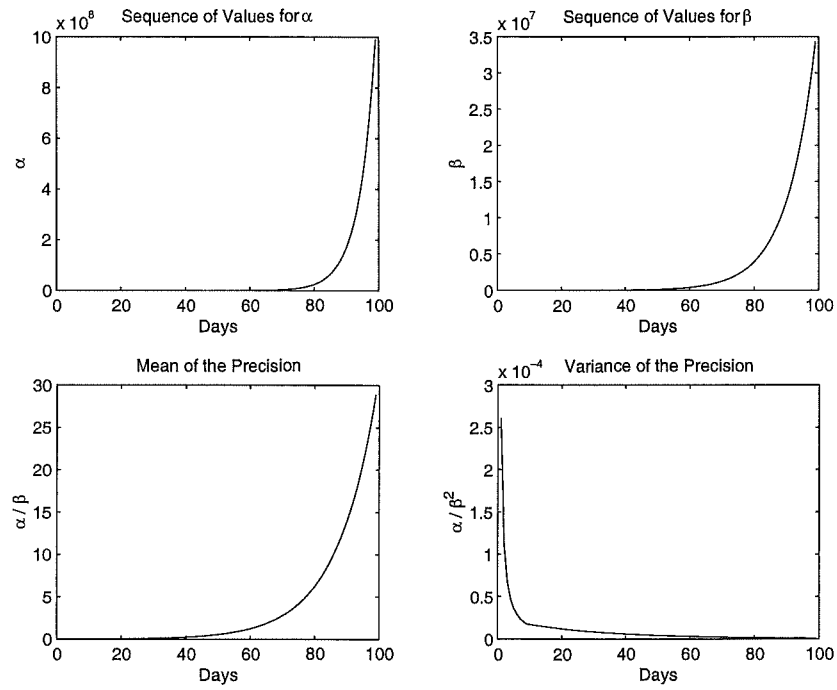 Sequence of Values for α
x 10^8
10
8
6
4
2
0
α
0 20 40 60 80 100
Days
Sequence of Values for β
x 10^7
3.5
3
2.5
2
1.5
1
0.5
0
β
0 20 40 60 80 100
Days
Mean of the Precision
30
25
20
15
10
5
0
α / β
0 20 40 60 80 100
Days
Variance of the Precision
x 10^-4
3
2.5
2
1.5
1
0.5
0
α / β^2
0 20 40 60 80 100
Days